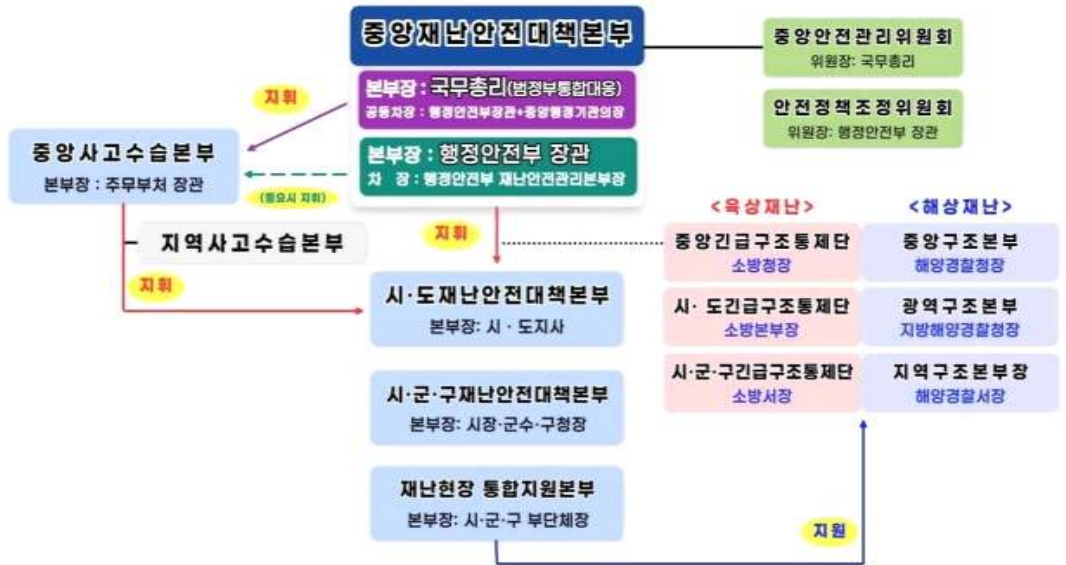 중앙재난안전대책본부
본부장 : 국무총리(범정부통합대응)
공동차장 : 행정안전부장관+중앙행정기관의장
본부장 : 행정안전부 장관
차 장 : 행정안전부 재난안전관리본부장
중앙안전관리위원회
위원장: 국무총리
안전정책조정위원회
위원장: 행정안전부 장관
지휘
중앙사고수습본부
본부장 : 주무부처 장관
(필요시 지휘)
지역사고수습본부
지휘
지휘
시·도재난안전대책본부
본부장: 시 · 도지사
시·군·구재난안전대책본부
본부장: 시장·군수·구청장
재난현장 통합지원본부
본부장: 시·군·구 부단체장
<육상재난>
<해상재난>
중앙긴급구조통제단
소방청장
중앙구조본부
해양경찰청장
시· 도긴급구조통제단
소방본부장
광역구조본부
지방해양경찰청장
시·군·구긴급구조통제단
소방서장
지역구조본부장
해양경찰서장
지원